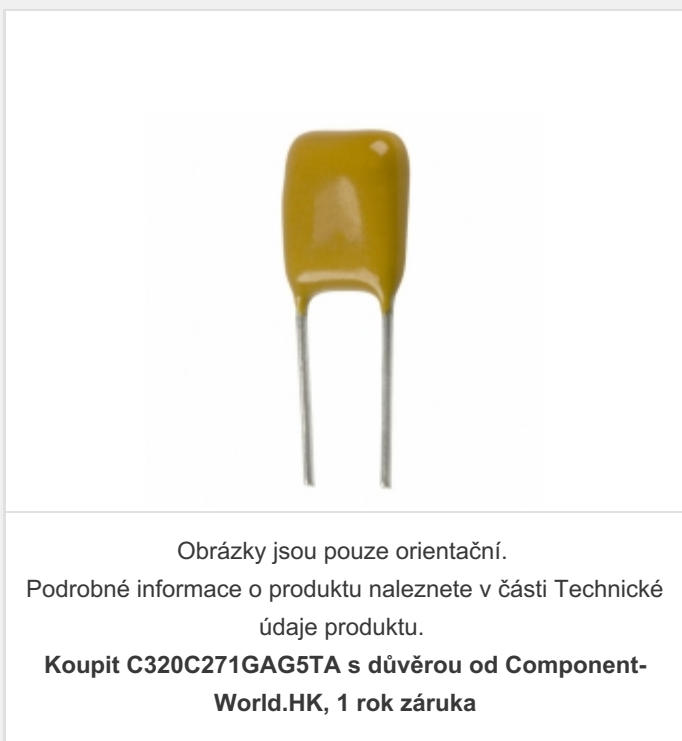 Obrázky jsou pouze orientační.
Podrobné informace o produktu naleznete v části Technické
údaje produktu.
Koupit C320C271GAG5TA s důvěrou od Component-
World.HK, 1 rok záruka